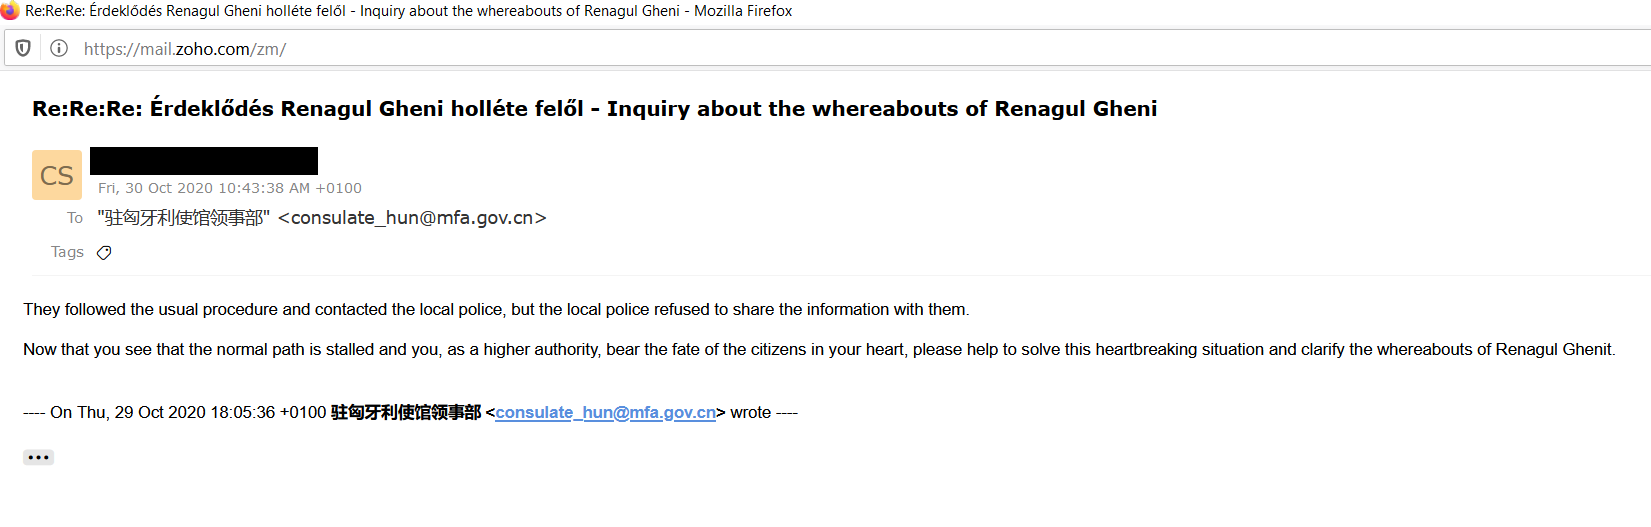 Re:Re:Re: Érdeklődés Renagul Gheni holléte felől - Inquiry about the whereabouts of Renagul Gheni - Mozilla Firefox
https://mail.zoho.com/zm/
Re:Re:Re: Érdeklődés Renagul Gheni holléte felől - Inquiry about the whereabouts of Renagul Gheni
CS
Fri, 30 Oct 2020 10:43:38 AM +0100
To "驻匈牙利使馆领事部" <consulate_hun@mfa.gov.cn>
Tags
They followed the usual procedure and contacted the local police, but the local police refused to share the information with them.
Now that you see that the normal path is stalled and you, as a higher authority, bear the fate of the citizens in your heart, please help to solve this heartbreaking situation and clarify the whereabouts of Renagul Ghenit.
---- On Thu, 29 Oct 2020 18:05:36 +0100 驻匈牙利使馆领事部 <consulate_hun@mfa.gov.cn> wrote ----